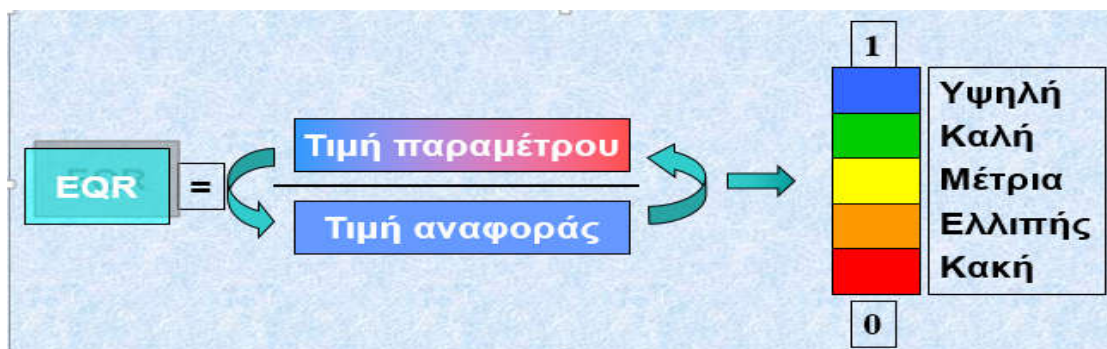 EQR = Τιμή παραμέτρου
Τιμή αναφοράς
1
Υψηλή
Καλή
Μέτρια
Ελλιπής
Κακή
0